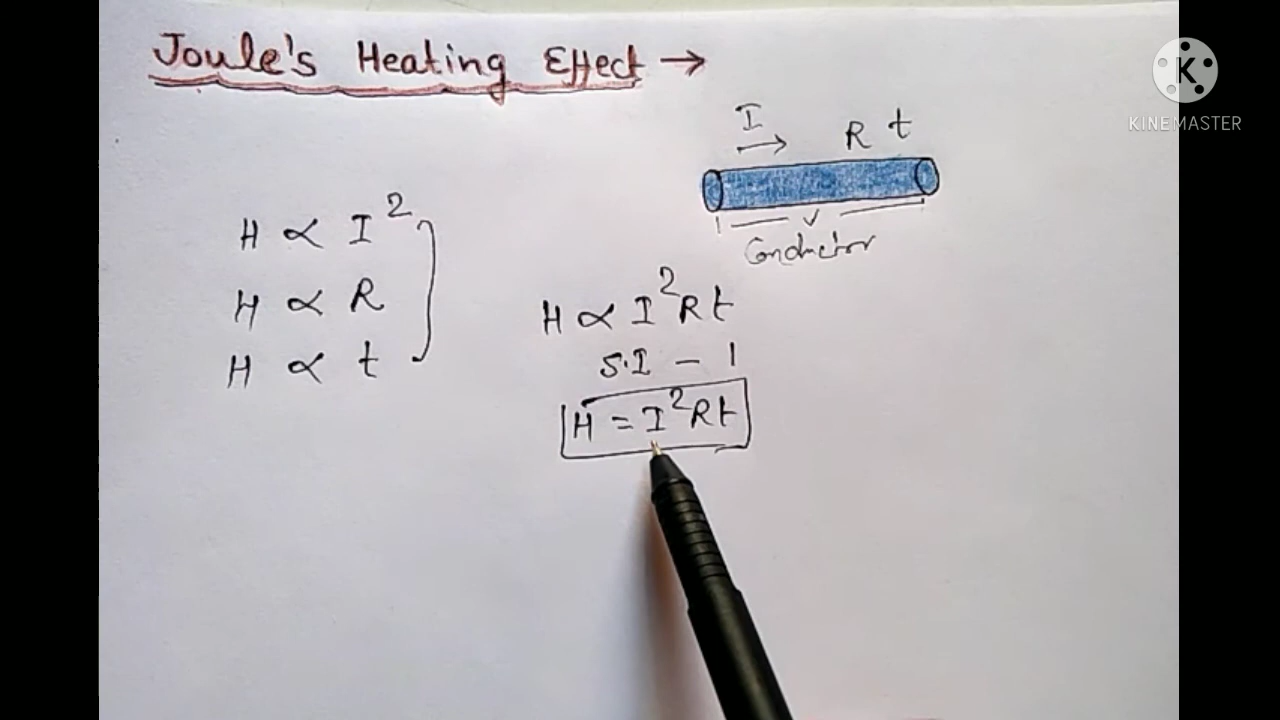 Joule's Heating Effect →
K
KINEMASTER
I
→
R t
Conductor
H ∝ I²
H ∝ R
H ∝ t
H ∝ I²Rt
S.I - 1
H = I²Rt